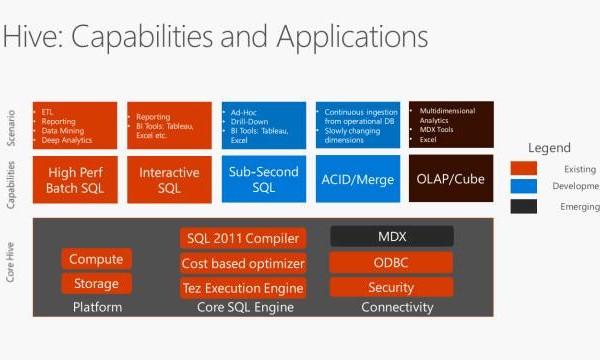 Hive: Capabilities and Applications
Scenario
• ETL
• Reporting
• Data Mining
• Deep Analytics
• Reporting
• BI Tools: Tableau,
Excel etc.
• Ad-Hoc
• Drill-Down
• BI Tools: Tableau,
Excel
• Continuous ingestion
from operational DB
• Slowly changing
dimensions
• Multidimensional
Analytics
• MDX Tools
• Excel
Capabilities
High Perf
Batch SQL
Interactive
SQL
Sub-Second
SQL
ACID/Merge
OLAP/Cube
Legend
Existing
Developme
Emerging
Core Hive
Compute
Storage
Platform
SQL 2011 Compiler
Cost based optimizer
Tez Execution Engine
Core SQL Engine
MDX
ODBC
Security
Connectivity